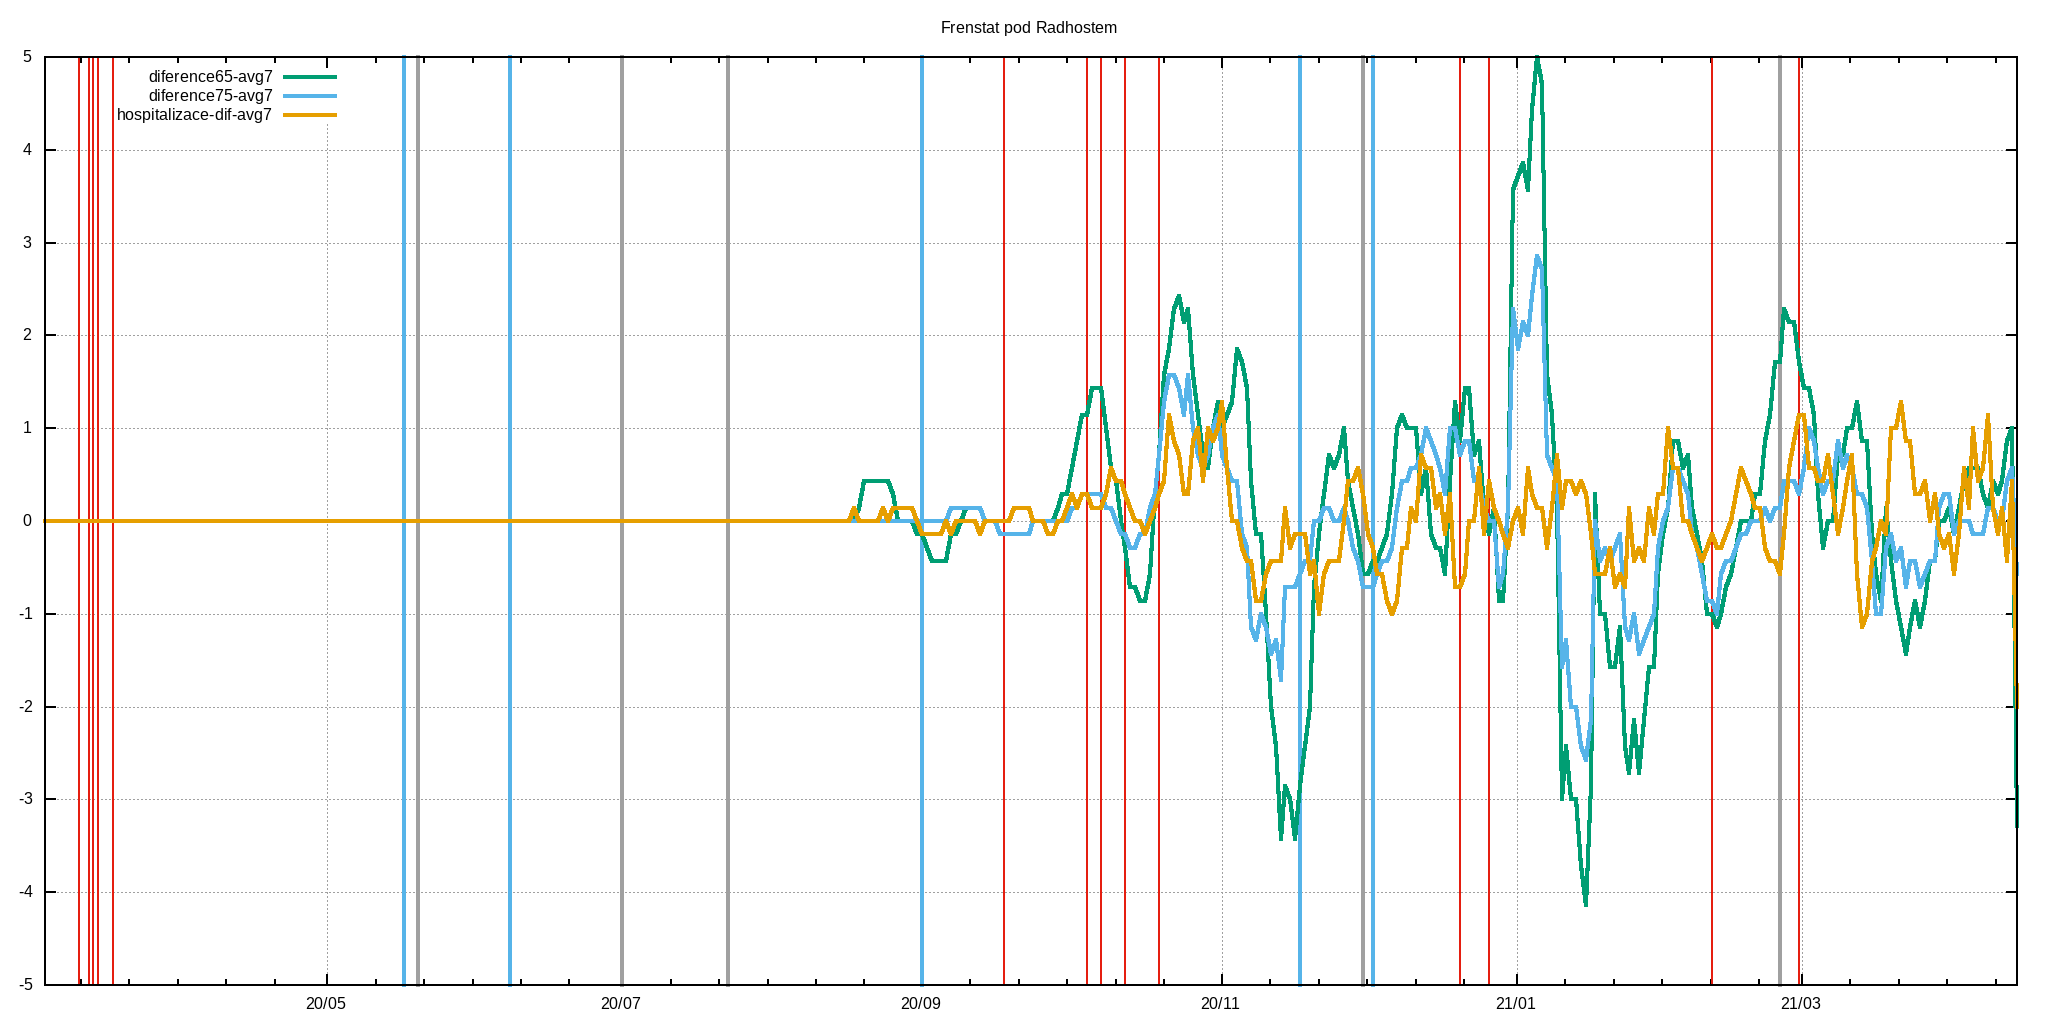 Frenstat pod Radhostem
diference65-avg7
diference75-avg7
hospitalizace-dif-avg7
5
4
3
2
1
0
-1
-2
-3
-4
-5
20/05 20/07 20/09 20/11 21/01 21/03